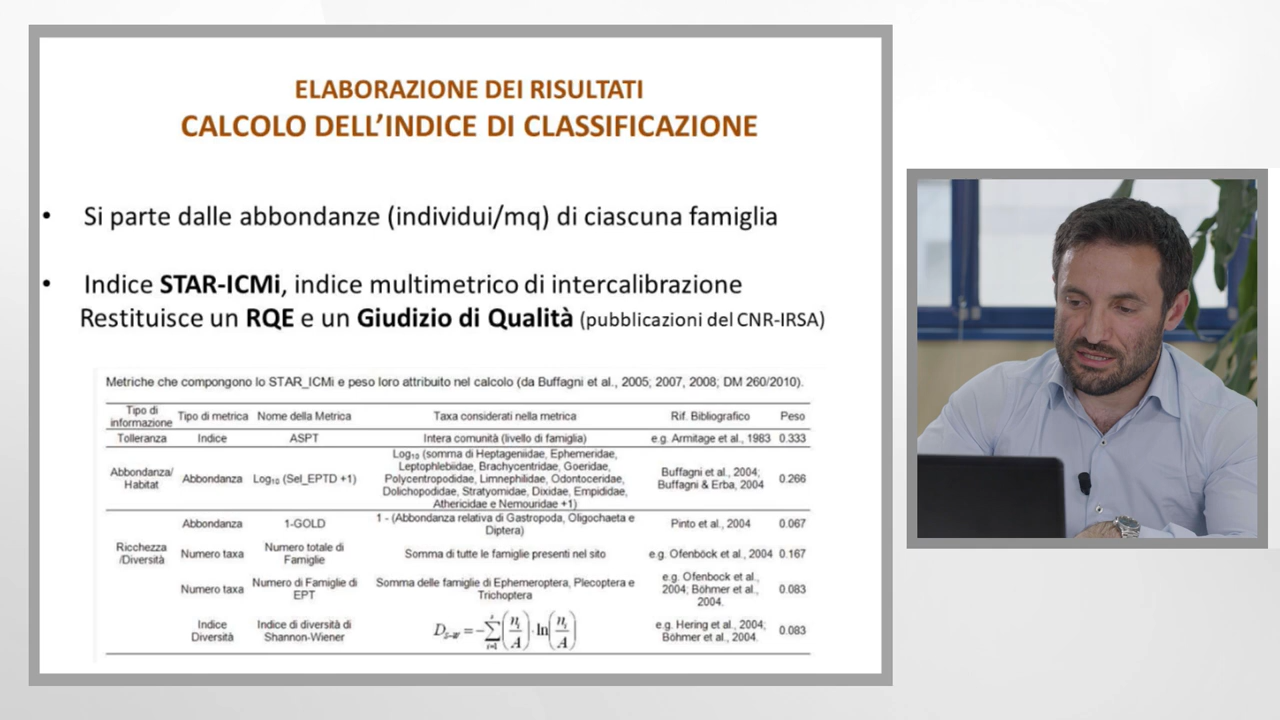 ELABORAZIONE DEI RISULTATI
CALCOLO DELL'INDICE DI CLASSIFICAZIONE
• Si parte dalle abbondanze (individui/mq) di ciascuna famiglia
• Indice STAR-ICMi, indice multimetrico di intercalibrazione
Restituisce un RQE e un Giudizio di Qualità (pubblicazioni del CNR-IRSA)
Metriche che compongono lo STAR_ICMi e peso loro attribuito nel calcolo (da Buffagni et al., 2005; 2007, 2008; DM 260/2010).
Tipo di informazione Tipo di metrica Nome della Metrica Taxa considerati nella metrica Rif. Bibliografico Peso
Tolleranza Indice ASPT Intera comunità (livello di famiglia) e.g. Armitage et al., 1983 0.333
Abbondanza/ Habitat Abbondanza Log₁₀ (Sel_EPTD +1)
Log₁₀ (somma di Heptageniidae, Ephemeridae,
Leptophlebiidae, Brachycentridae, Goeridae,
Polycentropodidae, Limnephilidae, Odontoceridae,
Dolichopodidae, Stratyomidae, Dixidae, Empididae,
Athericidae e Nemouridae +1)
Buffagni et al., 2004;
Buffagni & Erba, 2004
0.266
Ricchezza /Diversità
Abbondanza 1-GOLD
1 - (Abbondanza relativa di Gastropoda, Oligochaeta e
Diptera)
Pinto et al., 2004 0.067
Numero taxa Numero totale di Famiglie Somma di tutte le famiglie presenti nel sito e.g. Ofenböck et al., 2004 0.167
Numero taxa Numero di Famiglie di EPT
Somma delle famiglie di Ephemeroptera, Plecoptera e
Trichoptera
e.g. Ofenbock et al.,
2004; Böhmer et al.,
2004.
0.083
Indice Diversità Indice di diversità di Shannon-Wiener
D_{S-W} = -∑_{i=1}^{s} (n_i/A) · ln(n_i/A)
e.g. Hering et al., 2004;
Böhmer et al., 2004.
0.083